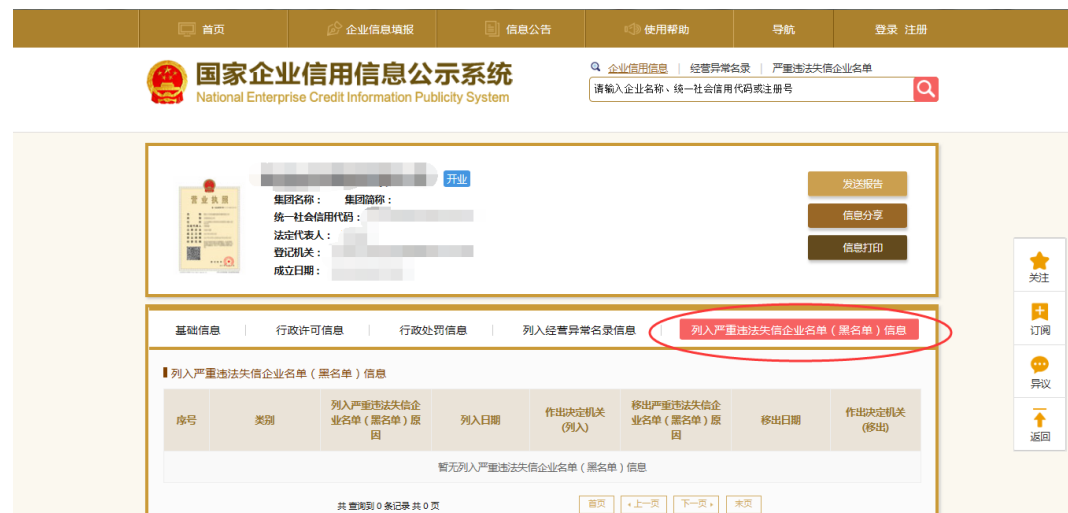 首页 企业信息填报 信息公告 使用帮助 导航 登录 注册
国家企业信用信息公示系统
National Enterprise Credit Information Publicity System
企业信用信息 | 经营异常名录 | 严重违法失信企业名单
请输入企业名称、统一社会信用代码或注册号
开业
营业执照
集团名称： 集团简称：
统一社会信用代码：
法定代表人：
登记机关：
成立日期：
发送报告
信息分享
信息打印
关注
订阅
异议
返回
基础信息 | 行政许可信息 | 行政处罚信息 | 列入经营异常名录信息 | 列入严重违法失信企业名单（黑名单）信息
列入严重违法失信企业名单（黑名单）信息
序号 类别 列入严重违法失信企业名单（黑名单）原因 列入日期 作出决定机关(列入) 移出严重违法失信企业名单（黑名单）原因 移出日期 作出决定机关(移出)
暂无列入严重违法失信企业名单（黑名单）信息
共 查询到 0 条记录 共 0 页 首页 上一页 下一页 末页